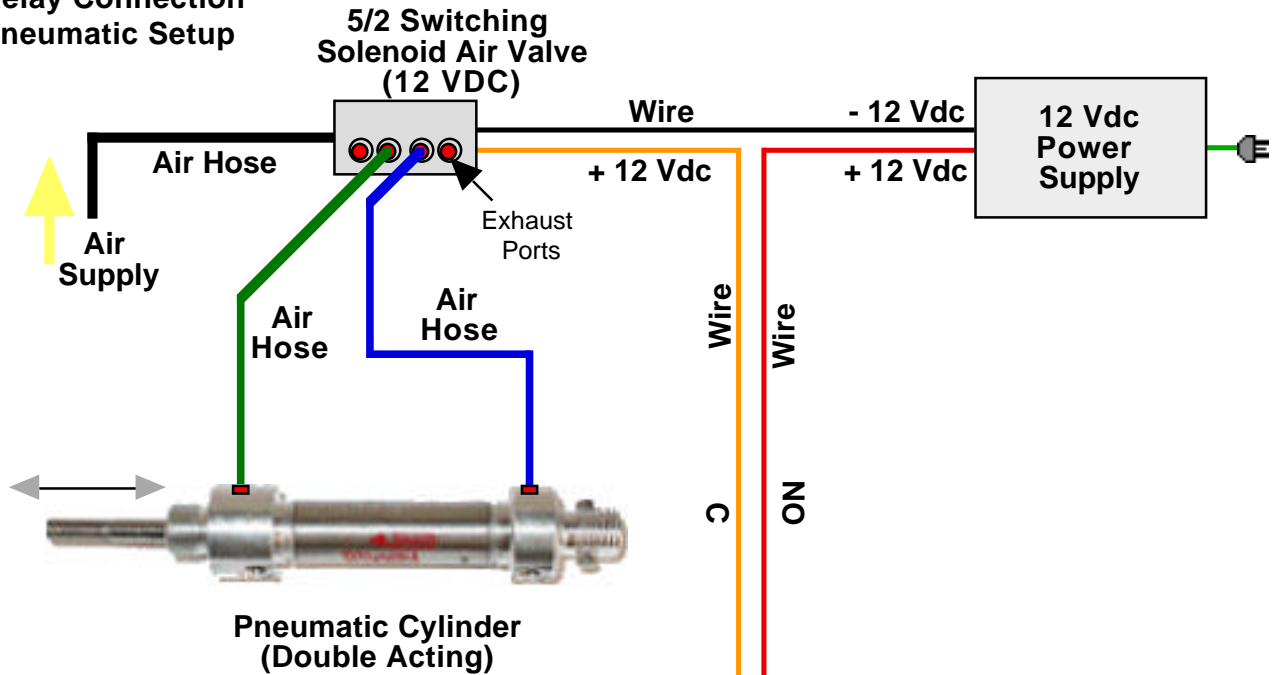 Relay Connection
Pneumatic Setup
5/2 Switching
Solenoid Air Valve
(12 VDC)
Wire
- 12 Vdc
12 Vdc
Power
Supply
Air Hose
+ 12 Vdc
+ 12 Vdc
Exhaust
Ports
Air
Supply
Air
Hose
Air
Hose
Wire
Wire
C
NO
Pneumatic Cylinder
(Double Acting)